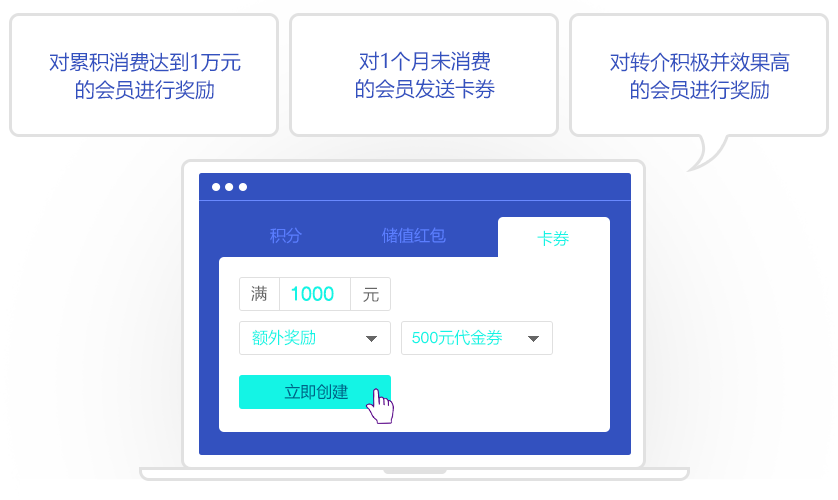 对累积消费达到1万元
的会员进行奖励
对1个月未消费
的会员发送卡券
对转介积极并效果高
的会员进行奖励
积分 储值红包 卡券
满 1000 元
额外奖励 500元代金券
立即创建